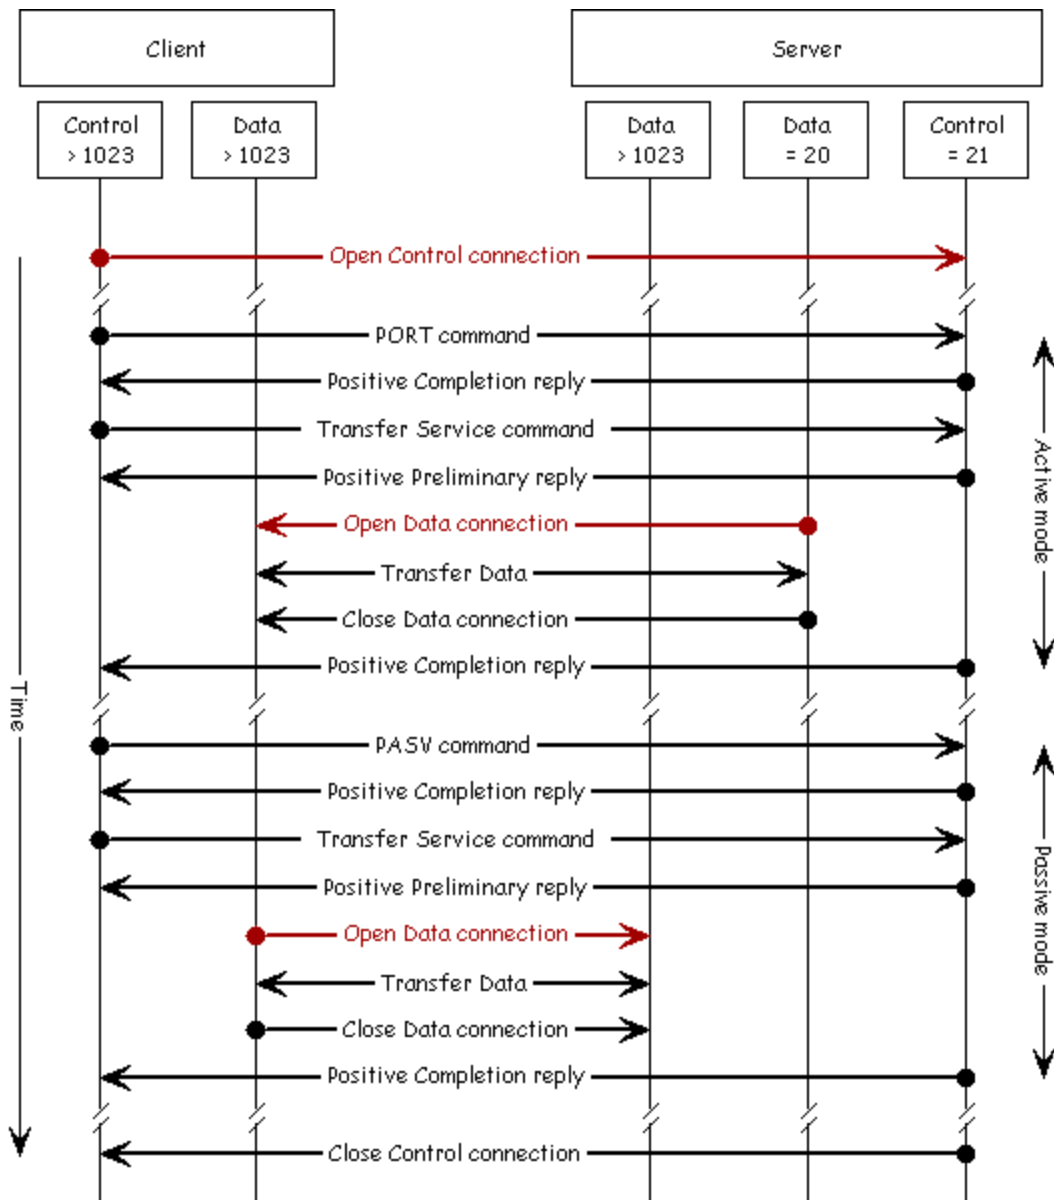 Client
Server
Control
> 1023
Data
> 1023
Data
> 1023
Data
= 20
Control
= 21
Open Control connection
PORT command
Positive Completion reply
Transfer Service command
Positive Preliminary reply
Open Data connection
Transfer Data
Close Data connection
Positive Completion reply
Active mode
Time
PASV command
Positive Completion reply
Transfer Service command
Positive Preliminary reply
Open Data connection
Transfer Data
Close Data connection
Positive Completion reply
Passive mode
Close Control connection